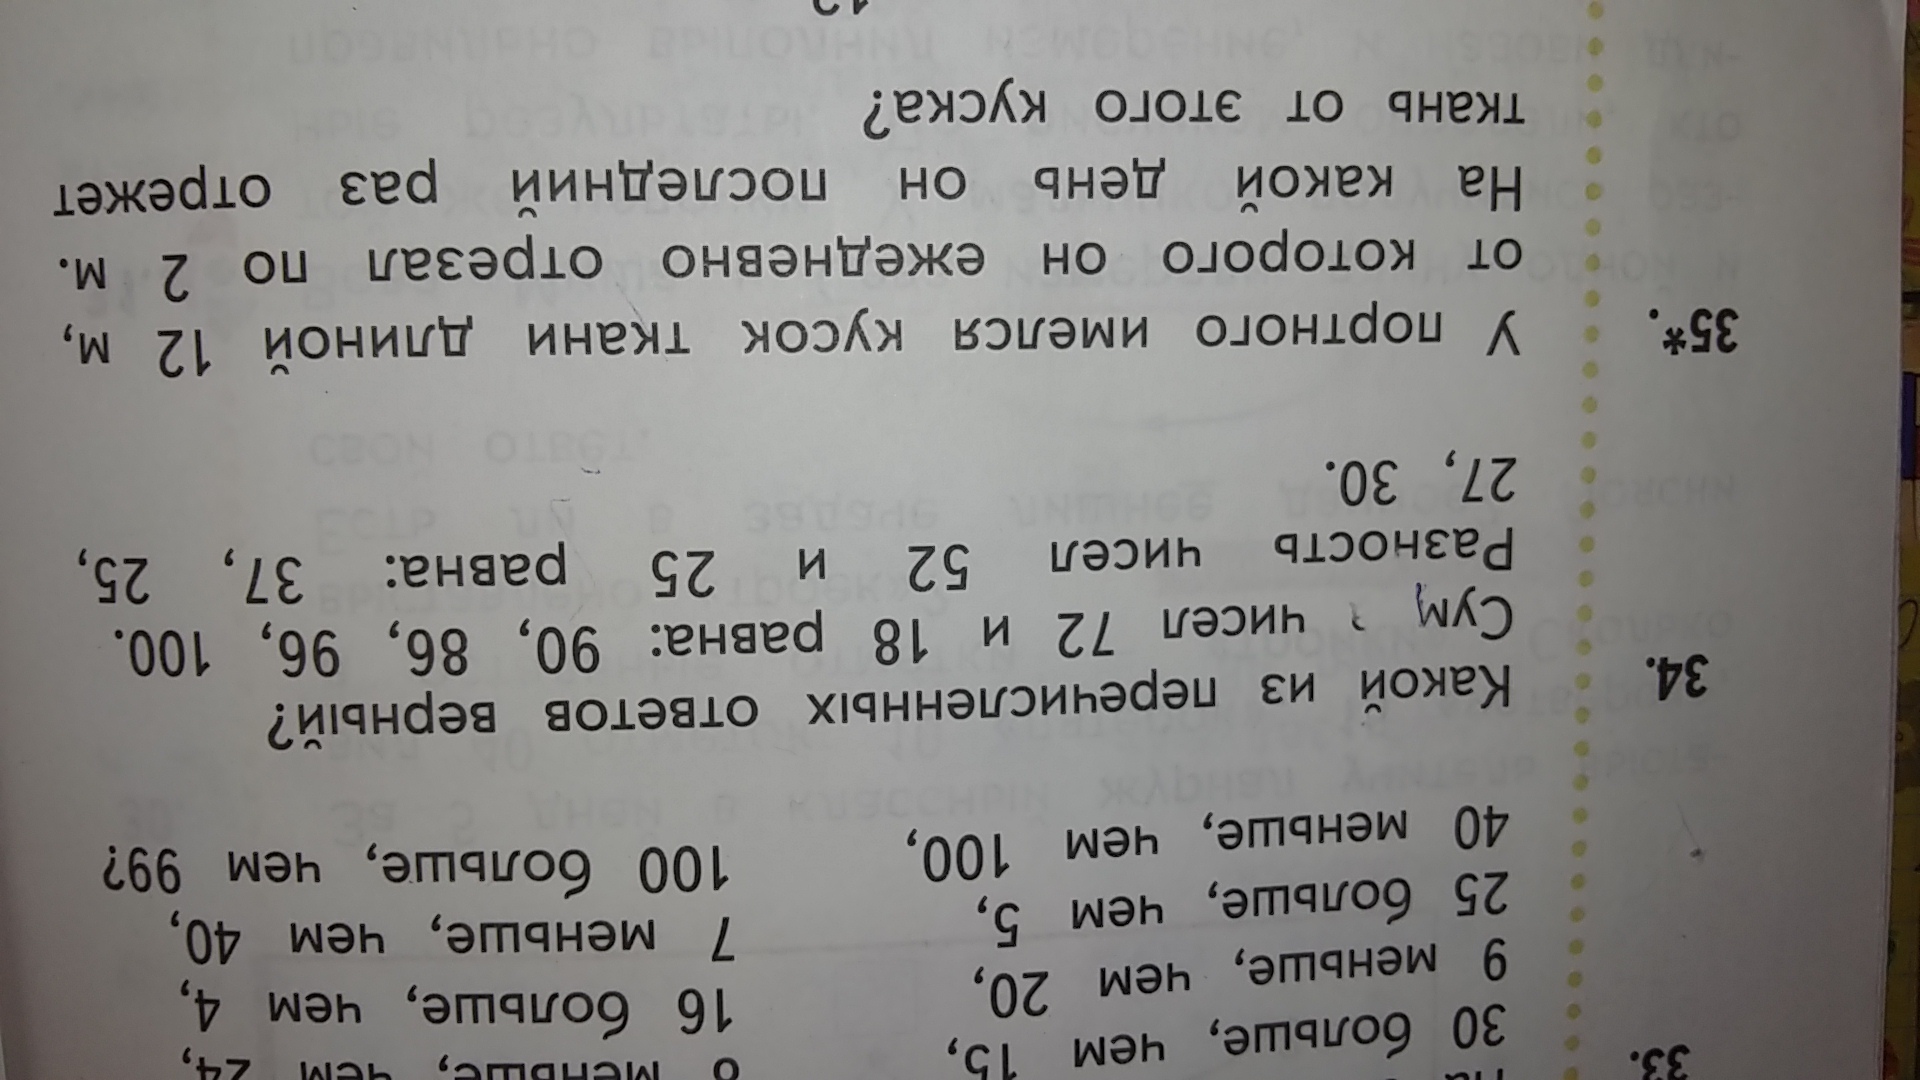 33.
30 больше, чем 15,
6 меньше, чем 24,
9 меньше, чем 20,
16 больше, чем 4,
25 больше, чем 5,
7 меньше, чем 40,
40 меньше, чем 100,
100 больше, чем 99?
34. Какой из перечисленных ответов верный?
Сум чисел 72 и 18 равна: 90, 86, 96, 100.
Разность чисел 52 и 25 равна: 37, 25,
27, 30.
35*. У портного имелся кусок ткани длиной 12 м,
от которого он ежедневно отрезал по 2 м.
На какой день он последний раз отрежет
ткань от этого куска?